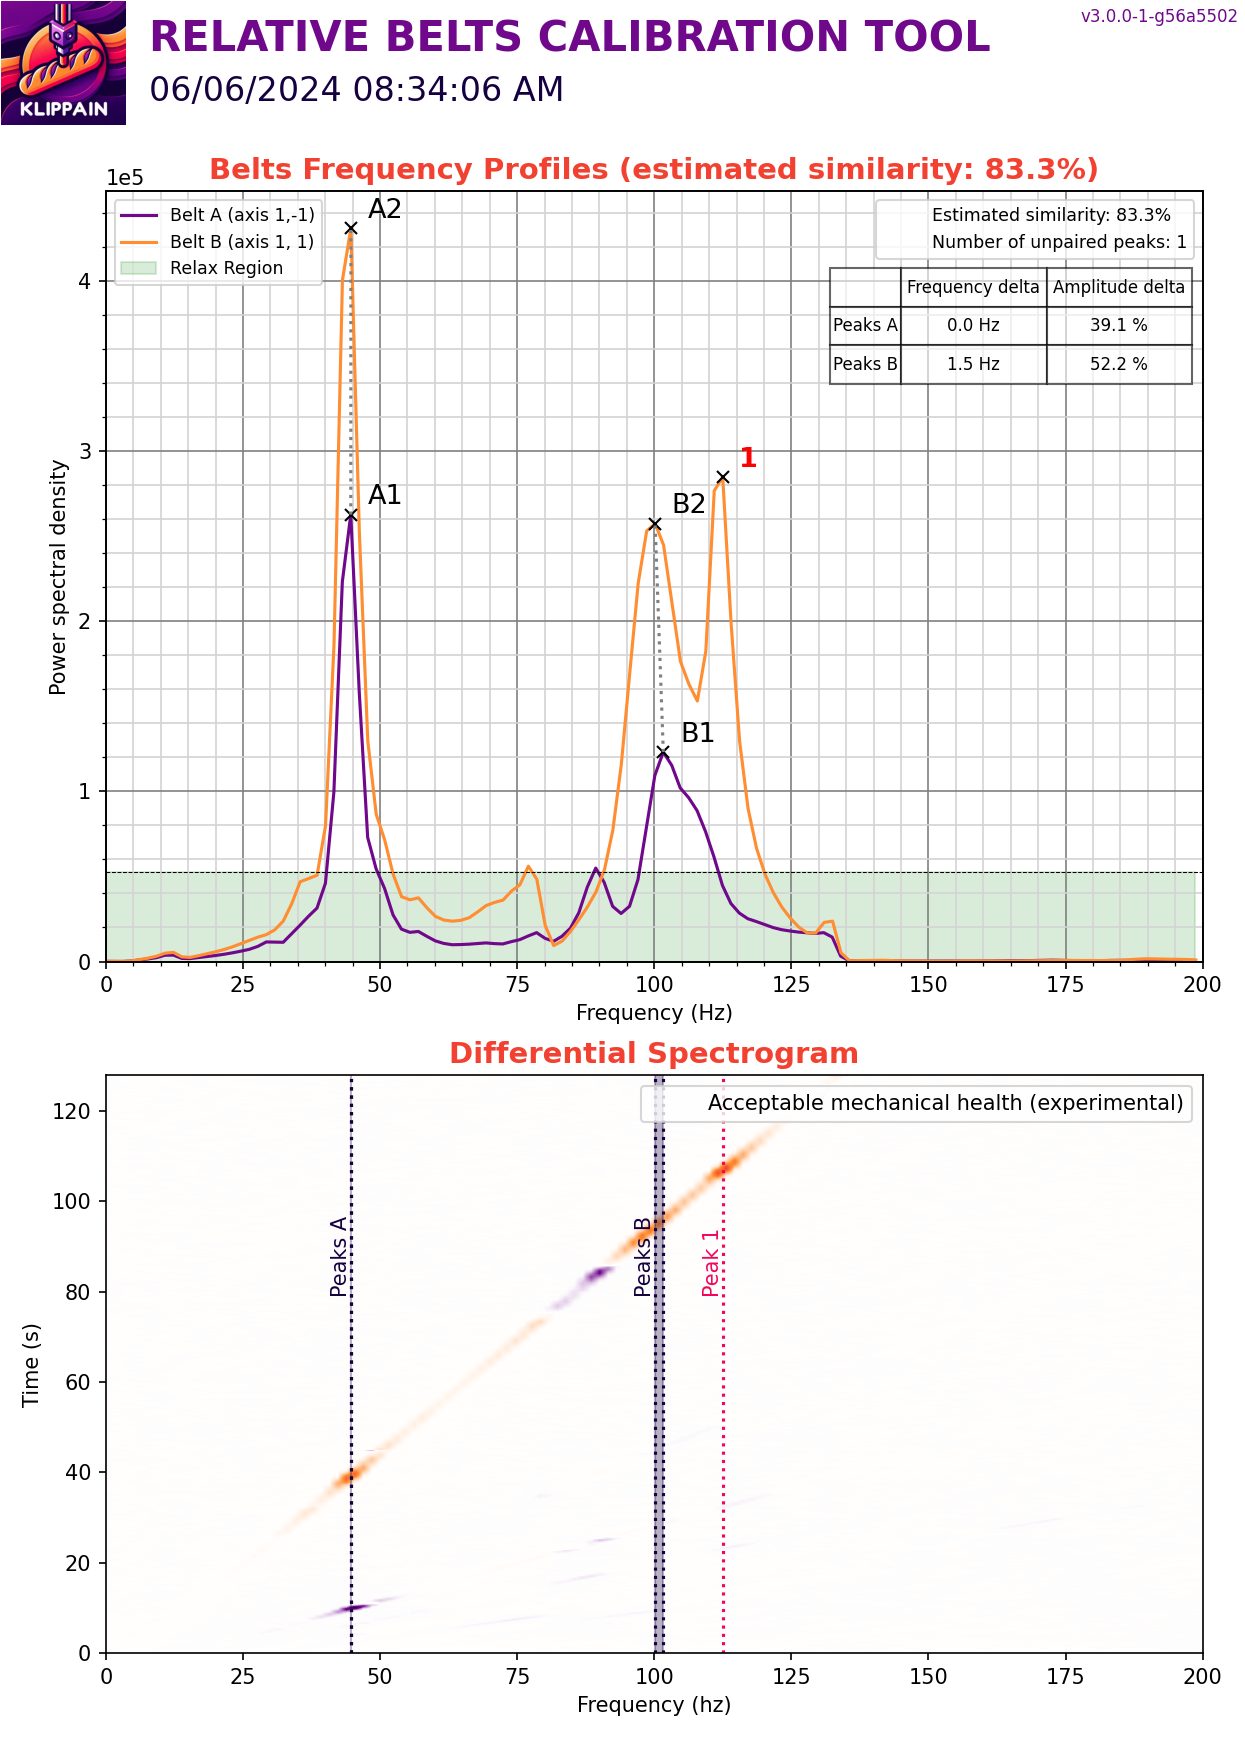 v3.0.0-1-g56a5502
RELATIVE BELTS CALIBRATION TOOL
06/06/2024 08:34:06 AM
KLIPPAIN
Belts Frequency Profiles (estimated similarity: 83.3%)
1e5
Belt A (axis 1,-1)
Belt B (axis 1, 1)
Relax Region
A2
Estimated similarity: 83.3%
Number of unpaired peaks: 1
Frequency delta Amplitude delta
Peaks A 0.0 Hz 39.1 %
Peaks B 1.5 Hz 52.2 %
A1
B2
1
B1
Power spectral density
4
3
2
1
0
0 25 50 75 100 125 150 175 200
Frequency (Hz)
Differential Spectrogram
Acceptable mechanical health (experimental)
Peaks A
Peaks B
Peak 1
Time (s)
120
100
80
60
40
20
0
0 25 50 75 100 125 150 175 200
Frequency (hz)